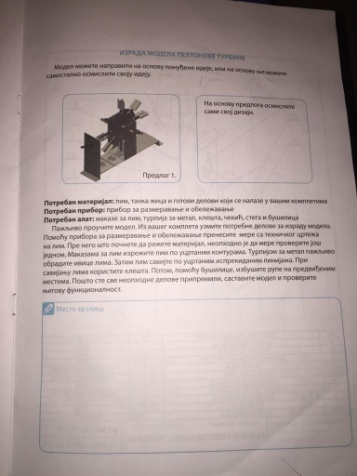 ИЗРАДА МОДЕЛА ПЕЛТОНОВЕ ТУРБИНЕ
Модел можете направити на основу понуђене идеје, или на основу ње можете
самостално осмислити своју идеју.
На основу предлога осмислите
сами свој дизајн.
Предлог 1.
Потребан материјал: лим, танка жица и готови делови који се налазе у вашим комплетима
Потребан прибор: прибор за размеравање и обележавање
Потребан алат: маказе за лим, турпија за метал, клешта, чекић, стега и бушилица
Пажљиво проучите модел. Из вашег комплета узмите потребне делове за израду модела.
Помоћу прибора за размеравање и обележавање пренесите мере са техничког цртежа
на лим. Пре него што почнете да режете материјал, неопходно је да мере проверите још
једном. Маказама за лим изрежите лим по уцртаним контурама. Турпијом за метал пажљиво
обрадите ивице лима. Затим лим савијте по уцртаним испрекиданим линијама. При
савијању лима користите клешта. Потом, помоћу бушилице, избушите рупе на предвиђеним
местима. Пошто сте све неопходне делове припремили, саставите модел и проверите
његову функционалност.
Место за скицу